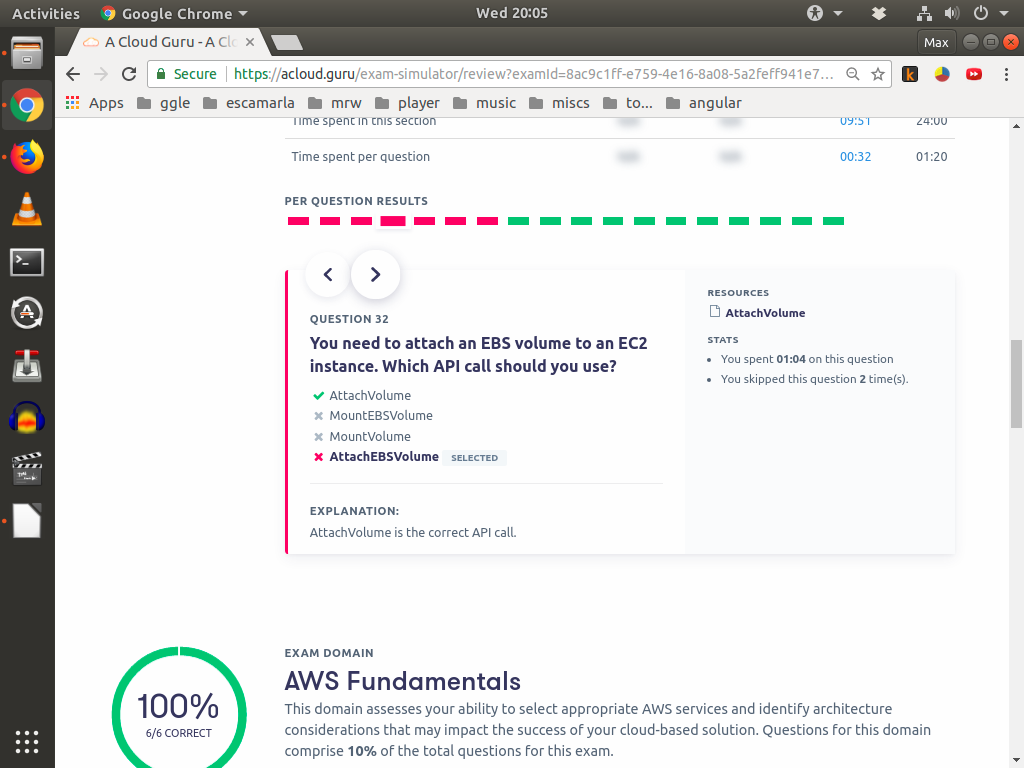 Activities
Google Chrome
Wed 20:05
A Cloud Guru - A Clo
Max
Secure
https://acloud.guru/exam-simulator/review?examId=8ac9c1ff-e759-4e16-8a08-5a2feff941e7...
Apps
ggle
escamarla
mrw
player
music
miscs
to...
angular
Time spent in this section 09:51 24:00
Time spent per question 00:32 01:20
PER QUESTION RESULTS
QUESTION 32
You need to attach an EBS volume to an EC2
instance. Which API call should you use?
AttachVolume
MountEBSVolume
MountVolume
AttachEBSVolume SELECTED
EXPLANATION:
AttachVolume is the correct API call.
RESOURCES
AttachVolume
STATS
You spent 01:04 on this question
You skipped this question 2 time(s).
100%
6/6 CORRECT
EXAM DOMAIN
AWS Fundamentals
This domain assesses your ability to select appropriate AWS services and identify architecture
considerations that may impact the success of your cloud-based solution. Questions for this domain
comprise 10% of the total questions for this exam.